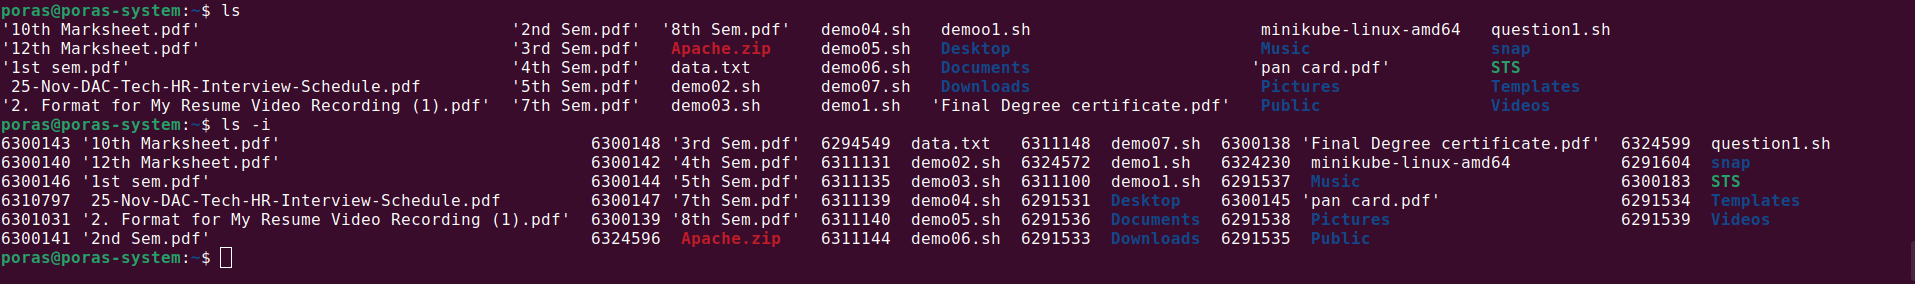 poras@poras-system:~$ ls
'10th Marksheet.pdf' '2nd Sem.pdf' '8th Sem.pdf' demo04.sh demoo1.sh minikube-linux-amd64 question1.sh
'12th Marksheet.pdf' '3rd Sem.pdf' Apache.zip demo05.sh Desktop Music snap
'1st sem.pdf' '4th Sem.pdf' data.txt demo06.sh Documents 'pan card.pdf' STS
25-Nov-DAC-Tech-HR-Interview-Schedule.pdf '5th Sem.pdf' demo02.sh demo07.sh Downloads Pictures Templates
'2. Format for My Resume Video Recording (1).pdf' '7th Sem.pdf' demo03.sh demo1.sh 'Final Degree certificate.pdf' Public Videos
poras@poras-system:~$ ls -i
6300143 '10th Marksheet.pdf' 6300148 '3rd Sem.pdf' 6294549 data.txt 6311148 demo07.sh 6300138 'Final Degree certificate.pdf' 6324599 question1.sh
6300140 '12th Marksheet.pdf' 6300142 '4th Sem.pdf' 6311131 demo02.sh 6324572 demo1.sh 6324230 minikube-linux-amd64 6291604 snap
6300146 '1st sem.pdf' 6300144 '5th Sem.pdf' 6311135 demo03.sh 6311100 demoo1.sh 6291537 Music 6300183 STS
6310797 25-Nov-DAC-Tech-HR-Interview-Schedule.pdf 6300147 '7th Sem.pdf' 6311139 demo04.sh 6291531 Desktop 6300145 'pan card.pdf' 6291534 Templates
6301031 '2. Format for My Resume Video Recording (1).pdf' 6300139 '8th Sem.pdf' 6311140 demo05.sh 6291536 Documents 6291538 Pictures 6291539 Videos
6300141 '2nd Sem.pdf' 6324596 Apache.zip 6311144 demo06.sh 6291533 Downloads 6291535 Public
poras@poras-system:~$